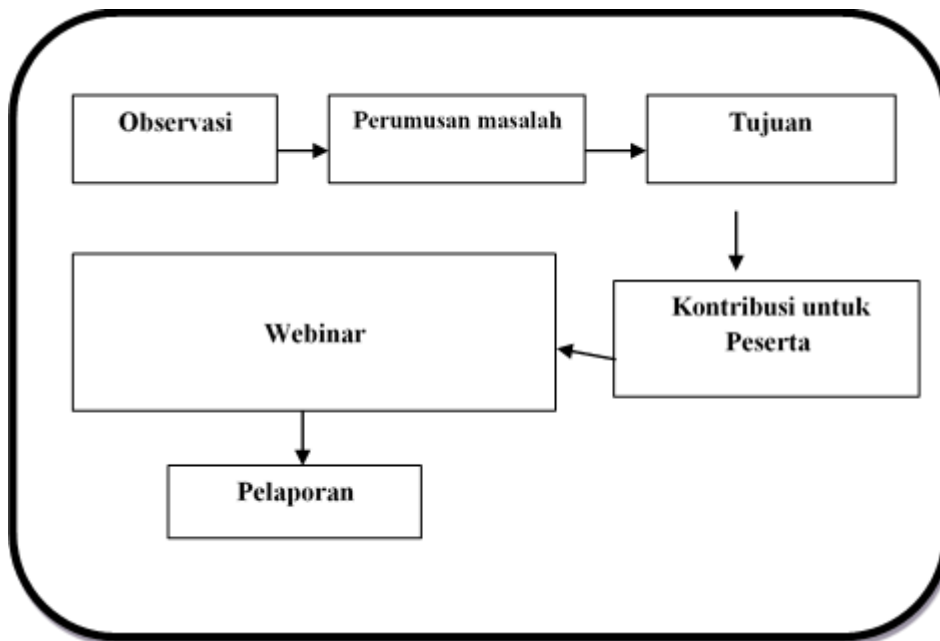 Observasi
Perumusan masalah
Tujuan
Kontribusi untuk
Peserta
Webinar
Pelaporan